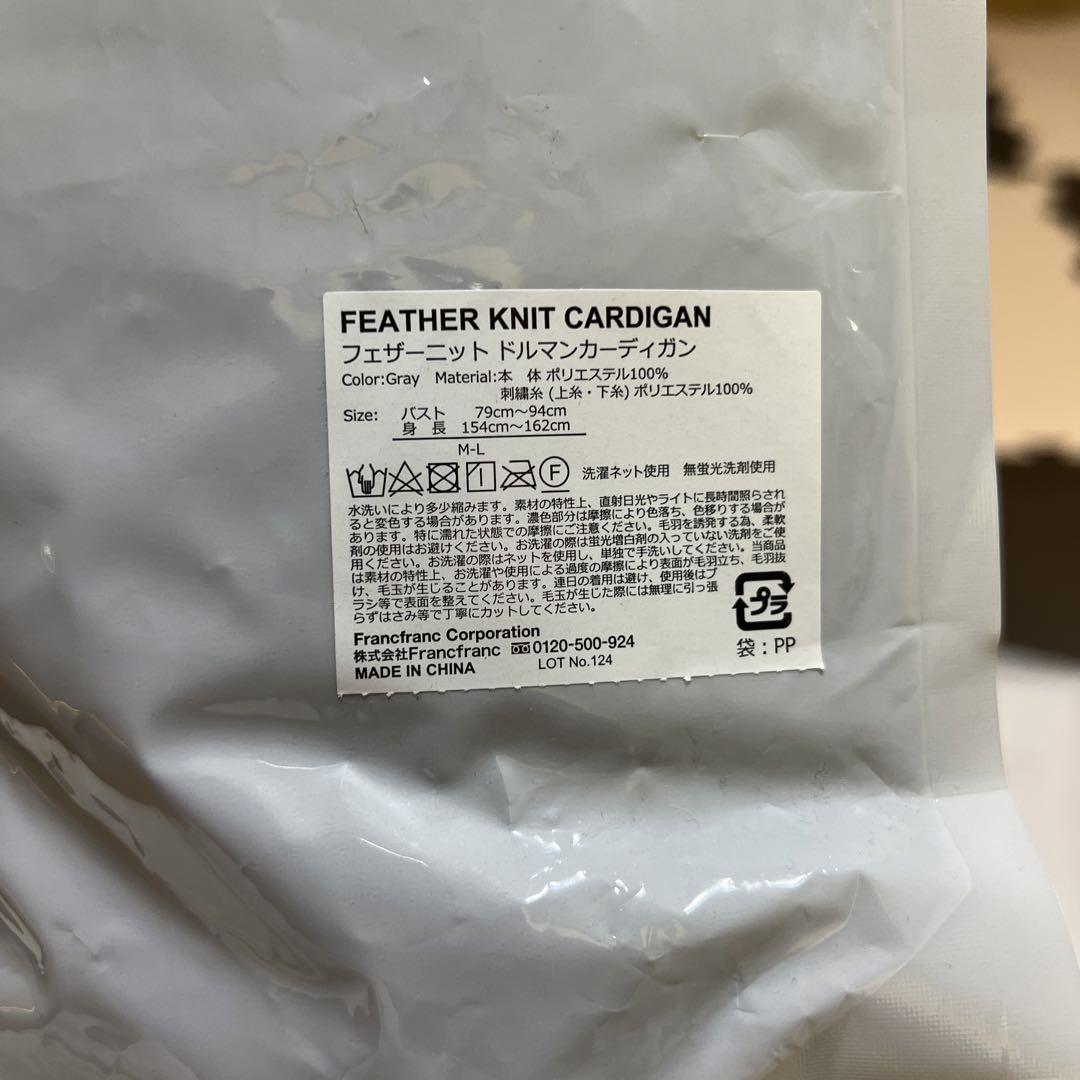 FEATHER KNIT CARDIGAN
フェザーニット ドルマンカーディガン
Color:Gray Material:本 体 ポリエステル100%
刺繍糸 (上糸・下糸) ポリエステル100%
Size: バスト 79cm～94cm
身 長 154cm～162cm
M-L
F 洗濯ネット使用 無蛍光洗剤使用
水洗いにより多少縮みます。素材の特性上、直射日光やライトに長時間照らされ
ると変色する場合があります。濃色部分は摩擦により色落ち、色移りする場合が
あります。特に濡れた状態での摩擦にご注意ください。毛羽を誘発する為、柔軟
剤の使用はお避けください。お洗濯の際は蛍光増白剤の入っていない洗剤をご使
用ください。お洗濯の際はネットを使用し、単独で手洗いしてください。当商品
は素材の特性上、お洗濯や使用による過度の摩擦により表面が毛羽立ち、毛羽抜
け、毛玉が生じることがあります。連日の着用は避け、使用後はブ
ラシ等で表面を整えてください。毛玉が生じた際には無理に引っ張
らずはさみ等で丁寧にカットしてください。
プラ
袋：PP
Francfranc Corporation
株式会社Francfranc 0120-500-924
MADE IN CHINA LOT No.124